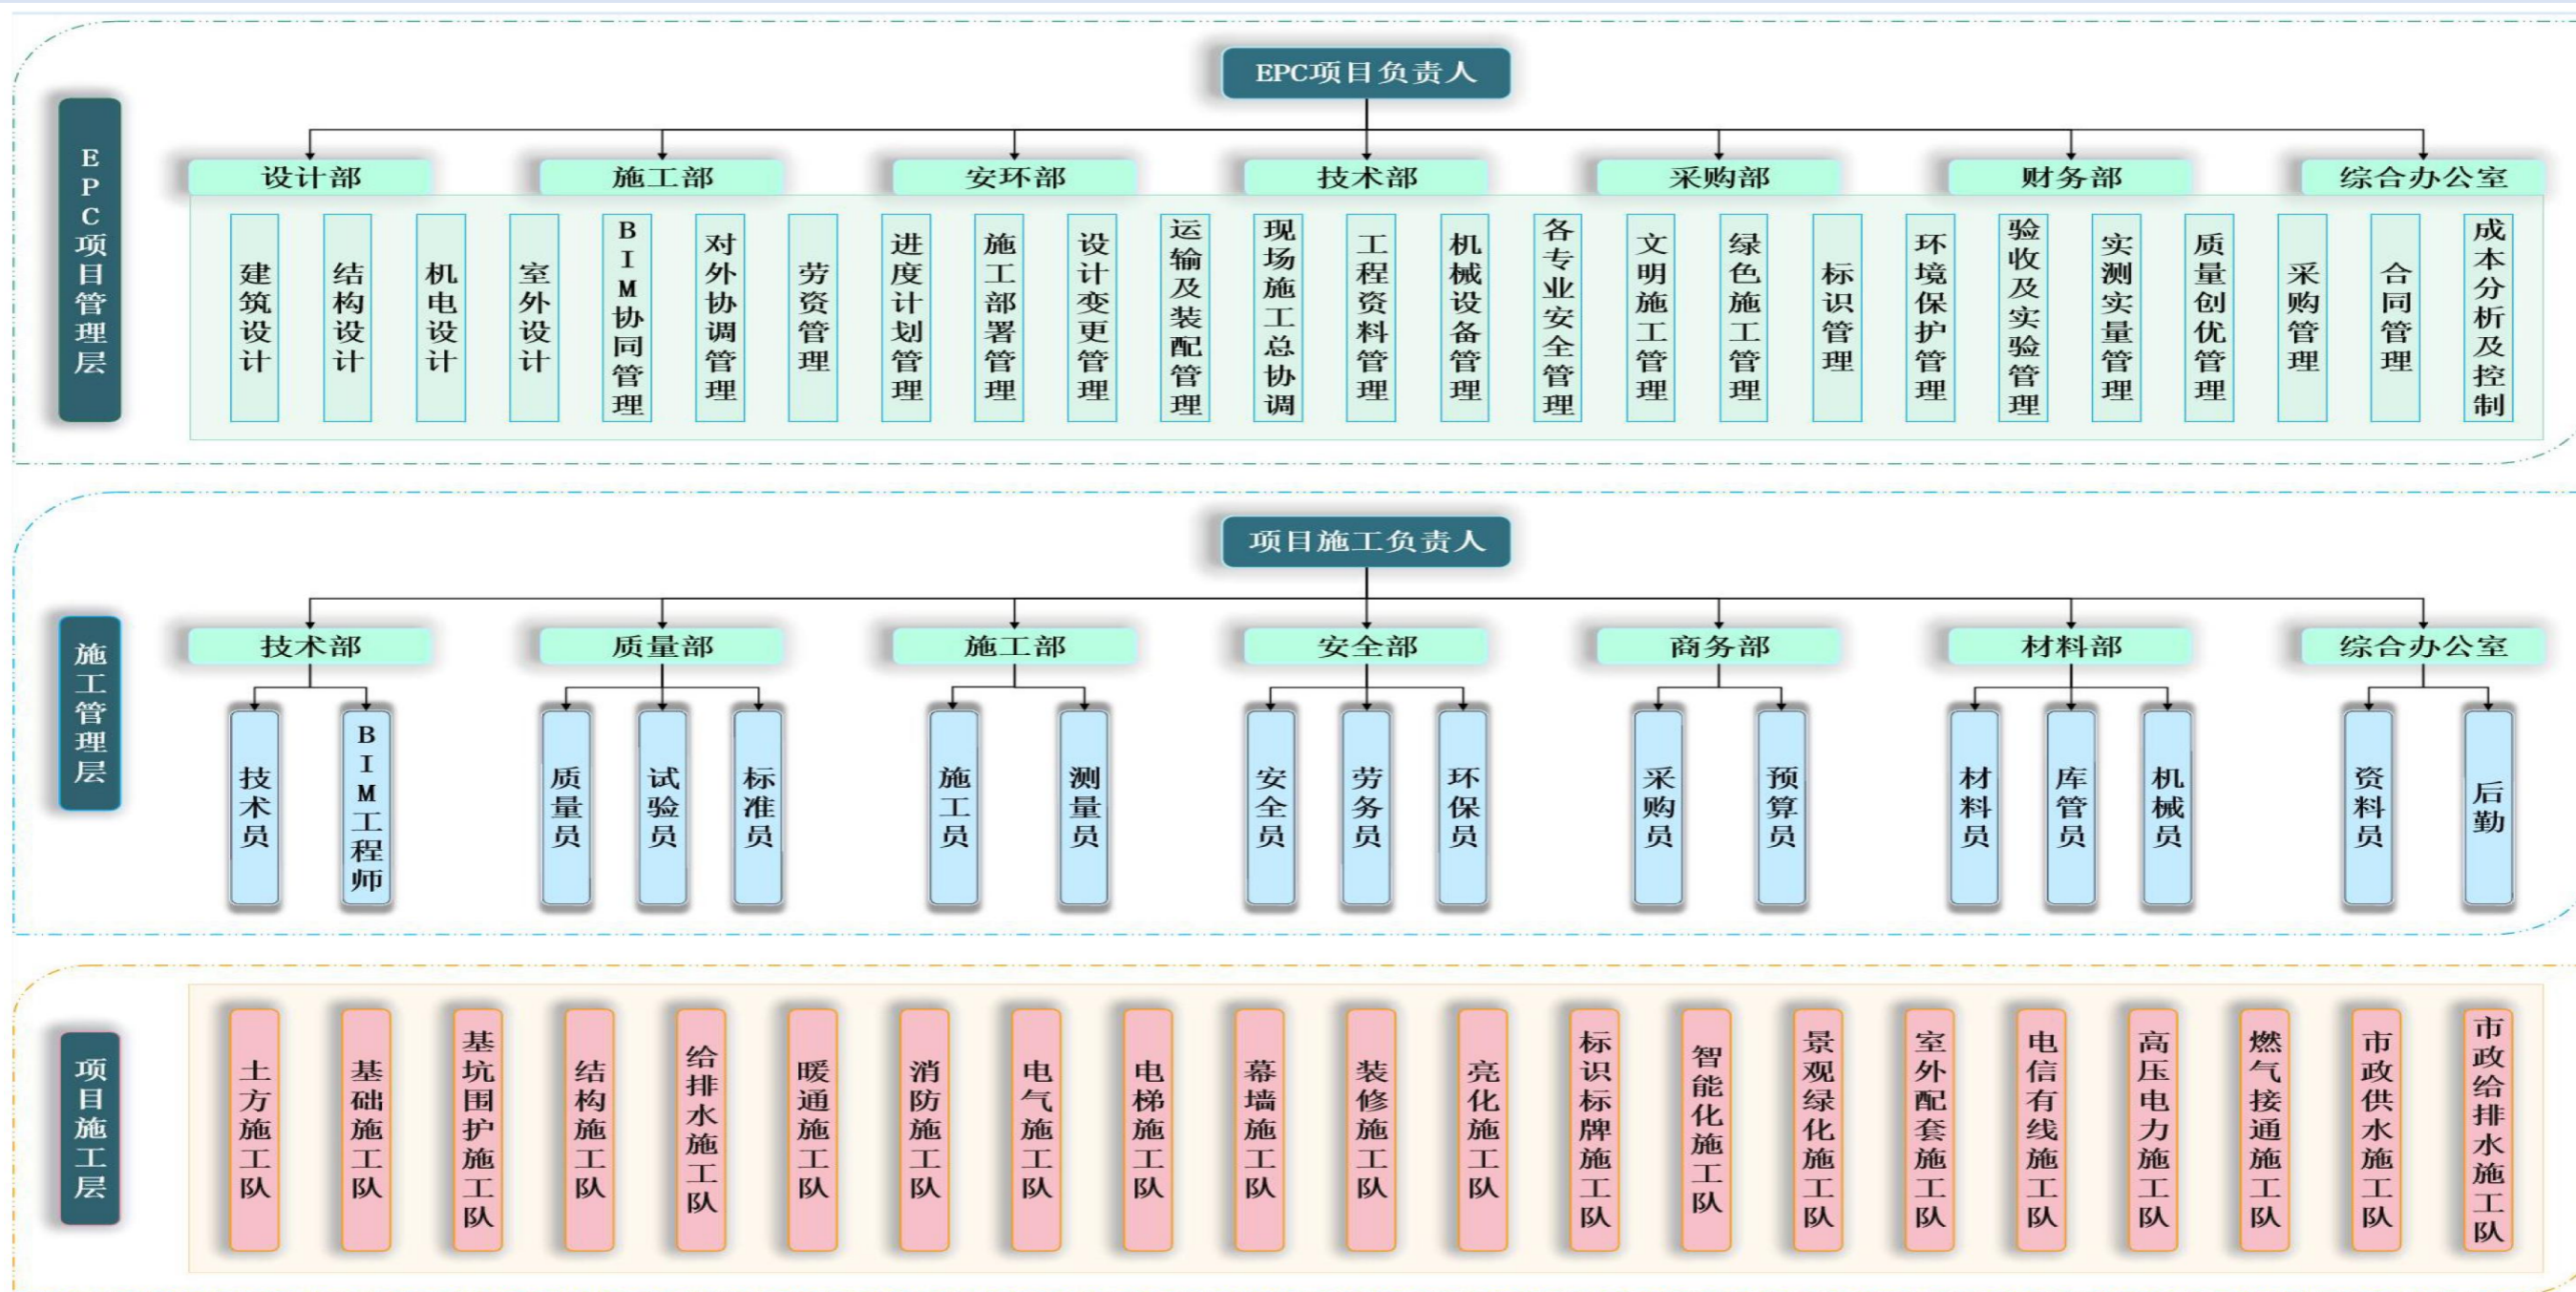 EPC项目管理层
EPC项目负责人
设计部
施工部
安环部
技术部
采购部
财务部
综合办公室
建筑设计
结构设计
机电设计
室外设计
BIM协同管理
对外协调管理
劳资管理
进度计划管理
施工部署管理
设计变更管理
运输及装配管理
现场施工总协调
工程资料管理
机械设备管理
各专业安全管理
文明施工管理
绿色施工管理
标识管理
环境保护管理
验收及实验管理
实测实量管理
质量创优管理
采购管理
合同管理
成本分析及控制
施工管理层
项目施工负责人
技术部
质量部
施工部
安全部
商务部
材料部
综合办公室
技术员
BIM工程师
质量员
试验员
标准员
施工员
测量员
安全员
劳务员
环保员
采购员
预算员
材料员
库管员
机械员
资料员
后勤
项目施工层
土方施工队
基础施工队
基坑围护施工队
结构施工队
给排水施工队
暖通施工队
消防施工队
电气施工队
电梯施工队
幕墙施工队
装修施工队
亮化施工队
标识标牌施工队
智能化施工队
景观绿化施工队
室外配套施工队
电信有线施工队
高压电力施工队
燃气接通施工队
市政供水施工队
市政给排水施工队